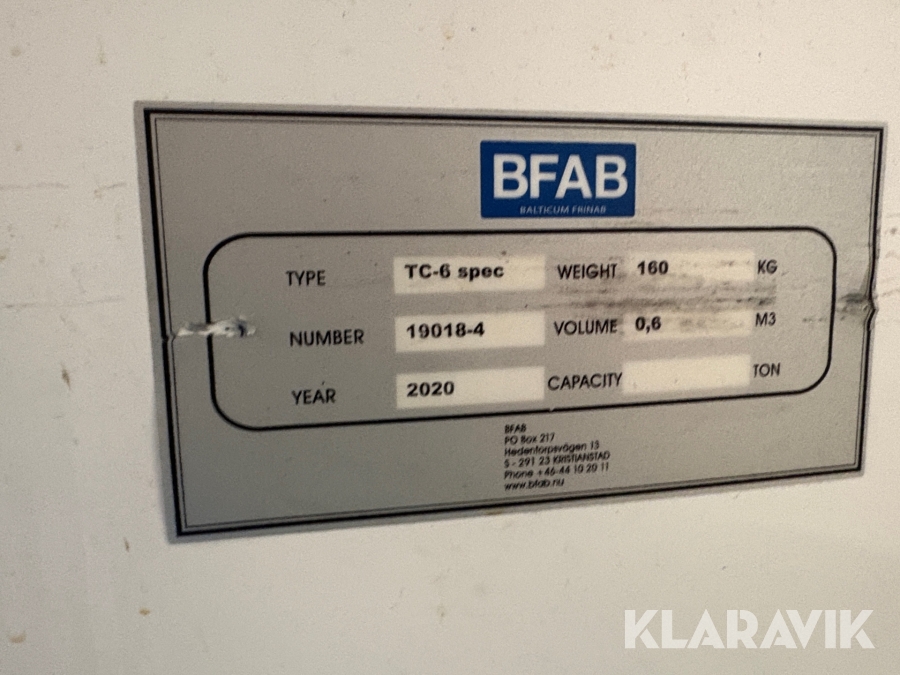 BFAB
BALTICUM FRINAB
TYPE TC-6 spec WEIGHT 160 KG
NUMBER 19018-4 VOLUME 0,6 M3
YEAR 2020 CAPACITY TON
BFAB
PO Box 217
Hedentorpsvägen 13
S - 291 23 KRISTIANSTAD
Phone +46-44 10 20 11
www.bfab.nu
KLARAVIK